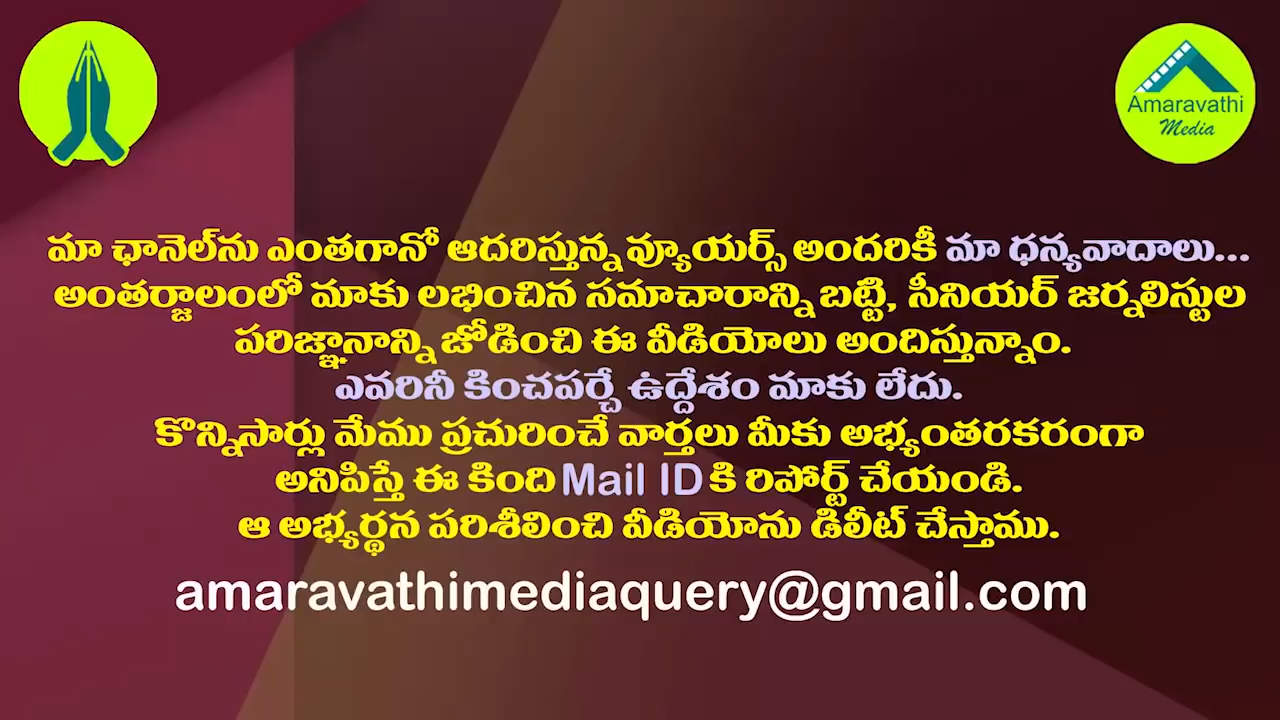 Amaravathi
Media
మా ఛానెల్‌ను ఎంతగానో ఆదరిస్తున్న వ్యూయర్స్ అందరికీ మా ధన్యవాదాలు...
అంతర్జాలంలో మాకు లభించిన సమాచారాన్ని బట్టి, సీనియర్ జర్నలిస్టుల
పరిజ్ఞానాన్ని జోడించి ఈ వీడియోలు అందిస్తున్నాం.
ఎవరినీ కించపర్చే ఉద్దేశం మాకు లేదు.
కొన్నిసార్లు మేము ప్రచురించే వార్తలు మీకు అభ్యంతరకరంగా
అనిపిస్తే ఈ కింది Mail ID కి రిపోర్ట్ చేయండి.
ఆ అభ్యర్థన పరిశీలించి వీడియోను డిలీట్ చేస్తాము.
amaravathimediaquery@gmail.com